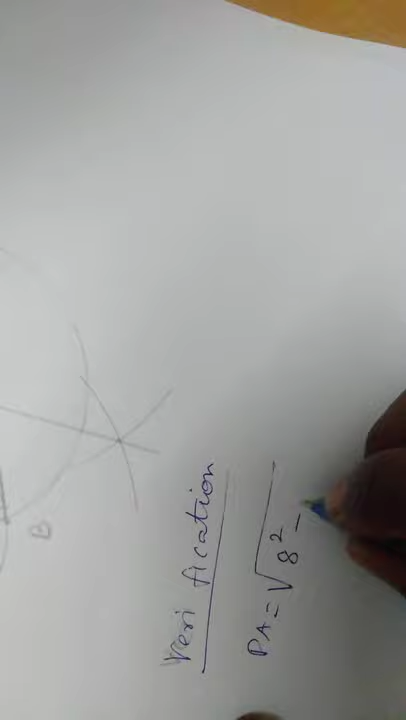 Verification
PA = √8² -
B